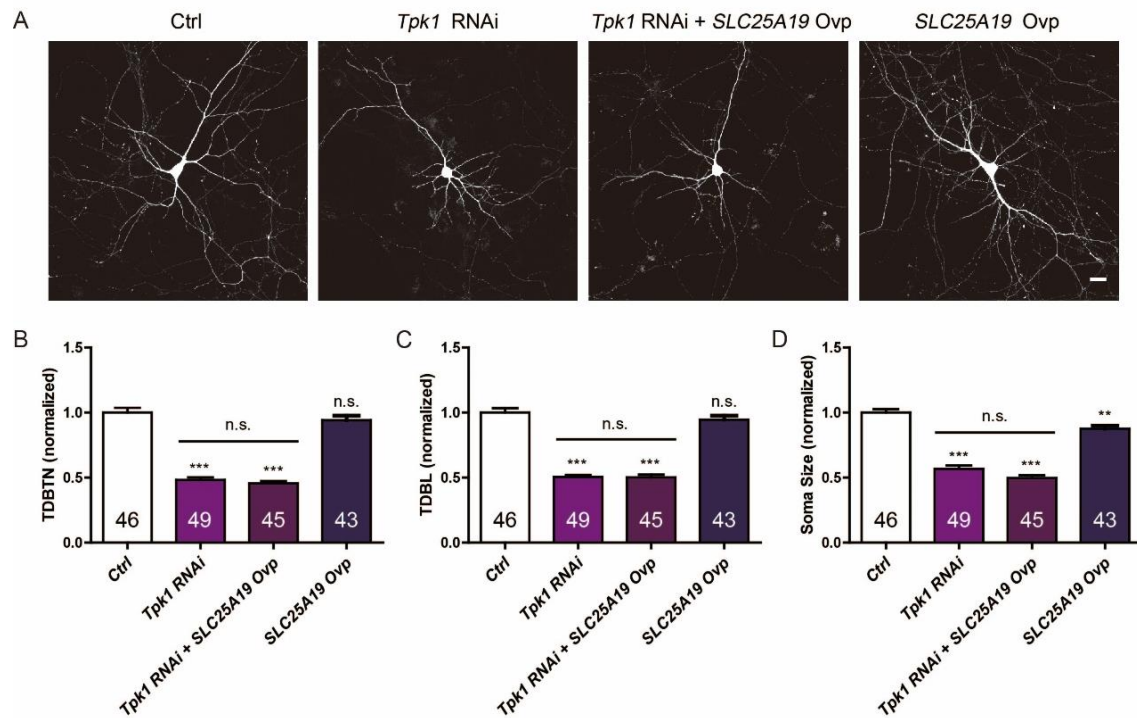 A
Ctrl
Tpk1 RNAi
Tpk1 RNAi + SLC25A19 Ovp
SLC25A19 Ovp
B
TDBTN (normalized)
1.5
1.0
0.5
0.0
n.s.
n.s.
***
***
46
49
45
43
Ctrl
Tpk1 RNAi
Tpk1 RNAi + SLC25A19 Ovp
SLC25A19 Ovp
C
TDBL (normalized)
1.5
1.0
0.5
0.0
n.s.
n.s.
***
***
46
49
45
43
Ctrl
Tpk1 RNAi
Tpk1 RNAi + SLC25A19 Ovp
SLC25A19 Ovp
D
Soma Size (normalized)
1.5
1.0
0.5
0.0
n.s.
**
***
***
46
49
45
43
Ctrl
Tpk1 RNAi
Tpk1 RNAi + SLC25A19 Ovp
SLC25A19 Ovp